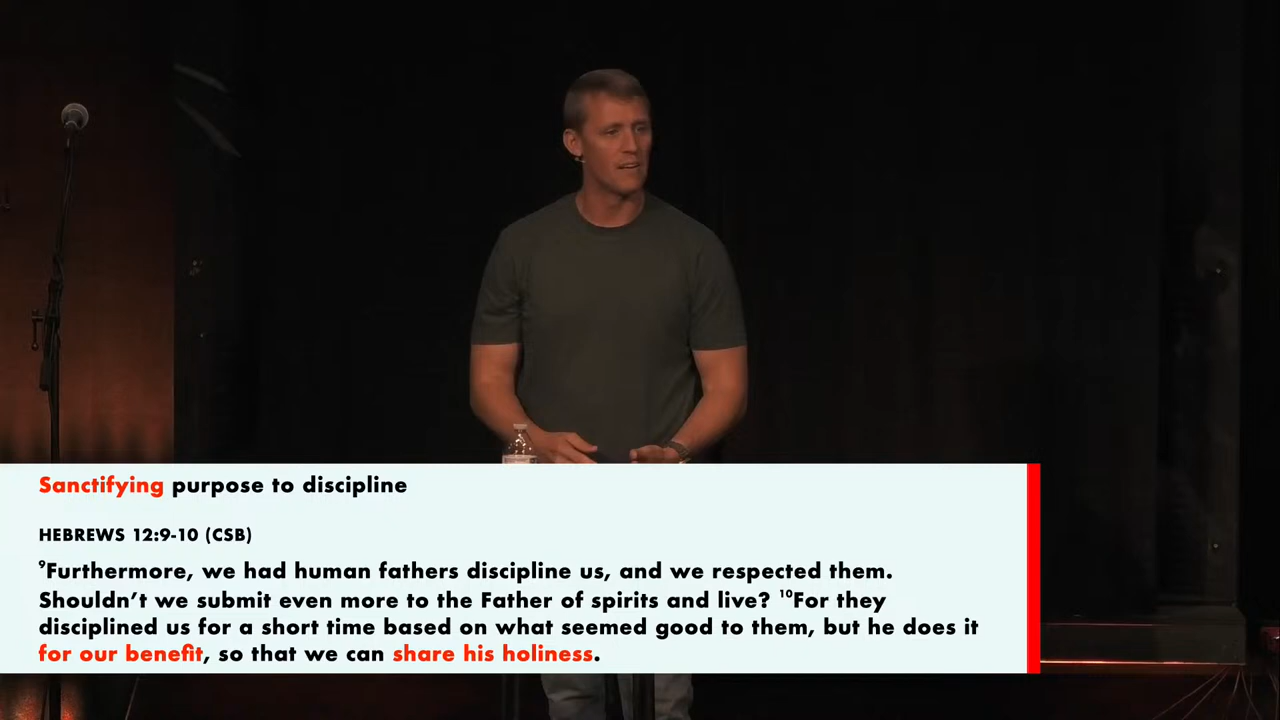 Sanctifying purpose to discipline
HEBREWS 12:9-10 (CSB)
⁹Furthermore, we had human fathers discipline us, and we respected them.
Shouldn’t we submit even more to the Father of spirits and live? ¹⁰For they
disciplined us for a short time based on what seemed good to them, but he does it
for our benefit, so that we can share his holiness.